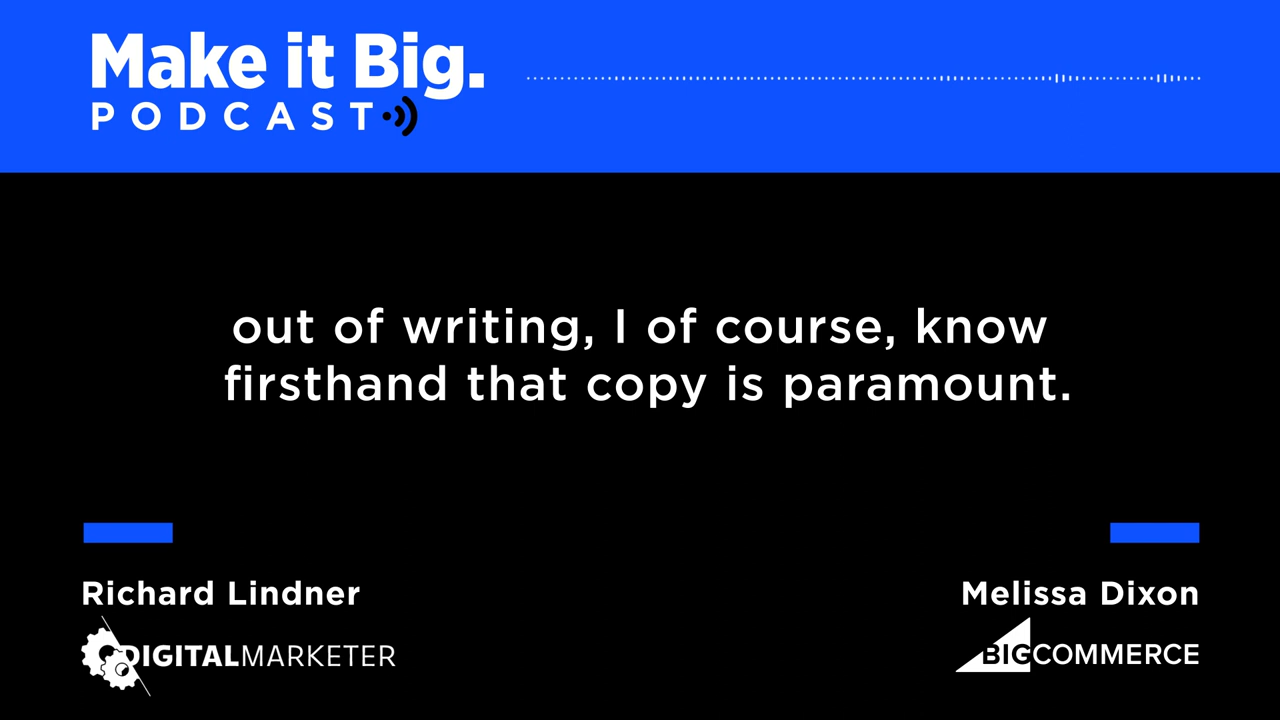 Make it Big.
PODCAST
out of writing, I of course, know
firsthand that copy is paramount.
Richard Lindner
DIGITALMARKETER
Melissa Dixon
BIGCOMMERCE